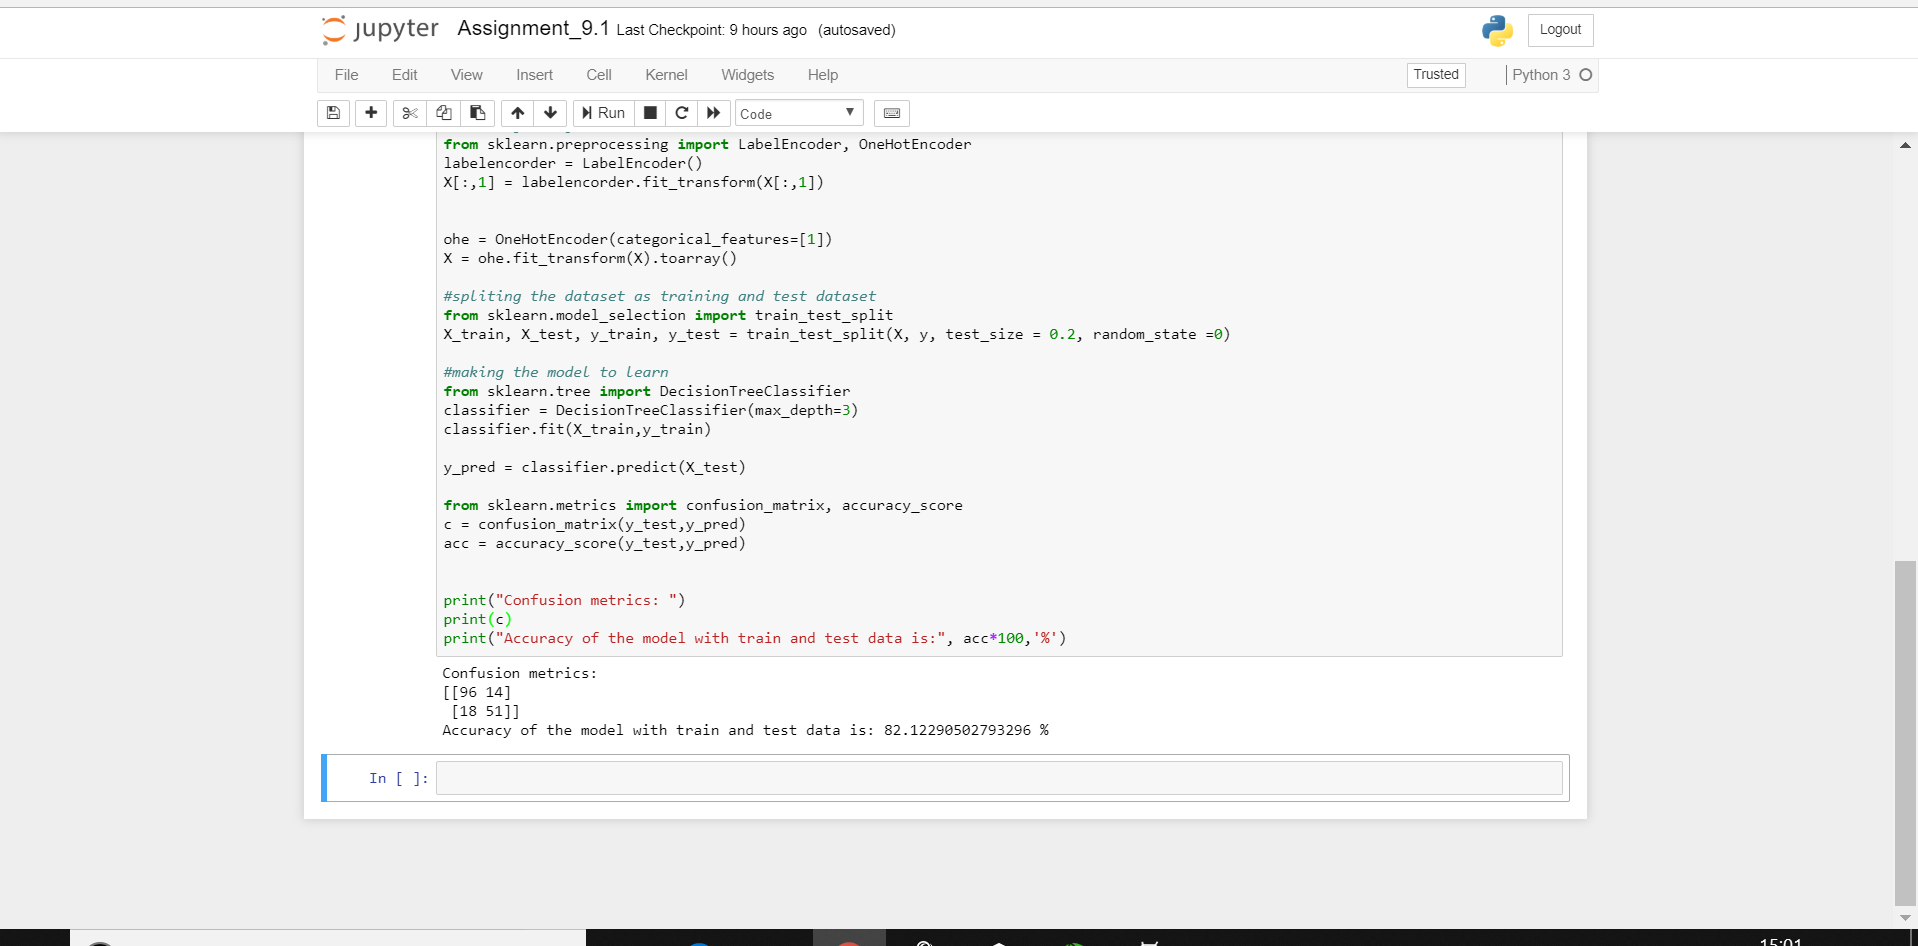 jupyter Assignment_9.1 Last Checkpoint: 9 hours ago (autosaved) Logout
File Edit View Insert Cell Kernel Widgets Help Trusted Python 3
Run Code
from sklearn.preprocessing import LabelEncoder, OneHotEncoder
labelencorder = LabelEncoder()
X[:,1] = labelencorder.fit_transform(X[:,1])
ohe = OneHotEncoder(categorical_features=[1])
X = ohe.fit_transform(X).toarray()
#spliting the dataset as training and test dataset
from sklearn.model_selection import train_test_split
X_train, X_test, y_train, y_test = train_test_split(X, y, test_size = 0.2, random_state =0)
#making the model to learn
from sklearn.tree import DecisionTreeClassifier
classifier = DecisionTreeClassifier(max_depth=3)
classifier.fit(X_train,y_train)
y_pred = classifier.predict(X_test)
from sklearn.metrics import confusion_matrix, accuracy_score
c = confusion_matrix(y_test,y_pred)
acc = accuracy_score(y_test,y_pred)
print("Confusion metrics: ")
print(c)
print("Accuracy of the model with train and test data is:", acc*100,'%')
Confusion metrics:
[[96 14]
[18 51]]
Accuracy of the model with train and test data is: 82.12290502793296 %
In [ ]:
15:01